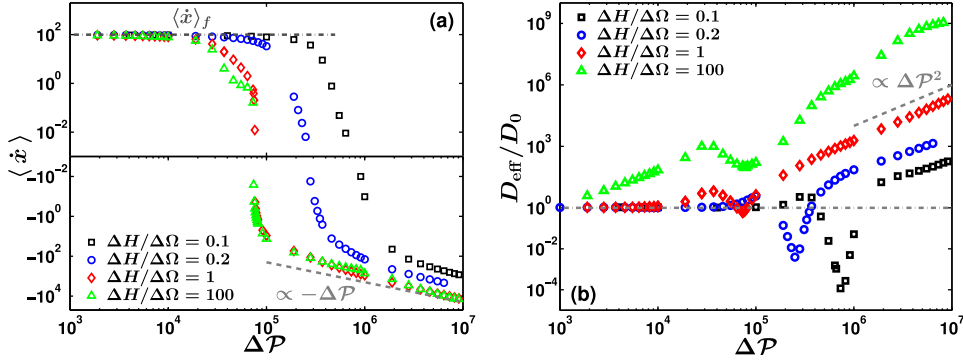 (a)
⟨ẋ⟩_f
10^2
10^0
10^-2
-10^-2
-10^0
-10^2
-10^4
⟨ẋ⟩
ΔH/ΔΩ = 0.1
ΔH/ΔΩ = 0.2
ΔH/ΔΩ = 1
ΔH/ΔΩ = 100
∝ -Δ𝒫
10^3 10^4 10^5 10^6 10^7
Δ𝒫
10^9
10^6
10^3
10^0
10^-2
10^-4
D_eff/D_0
ΔH/ΔΩ = 0.1
ΔH/ΔΩ = 0.2
ΔH/ΔΩ = 1
ΔH/ΔΩ = 100
∝ Δ𝒫^2
(b)
10^3 10^4 10^5 10^6 10^7
Δ𝒫